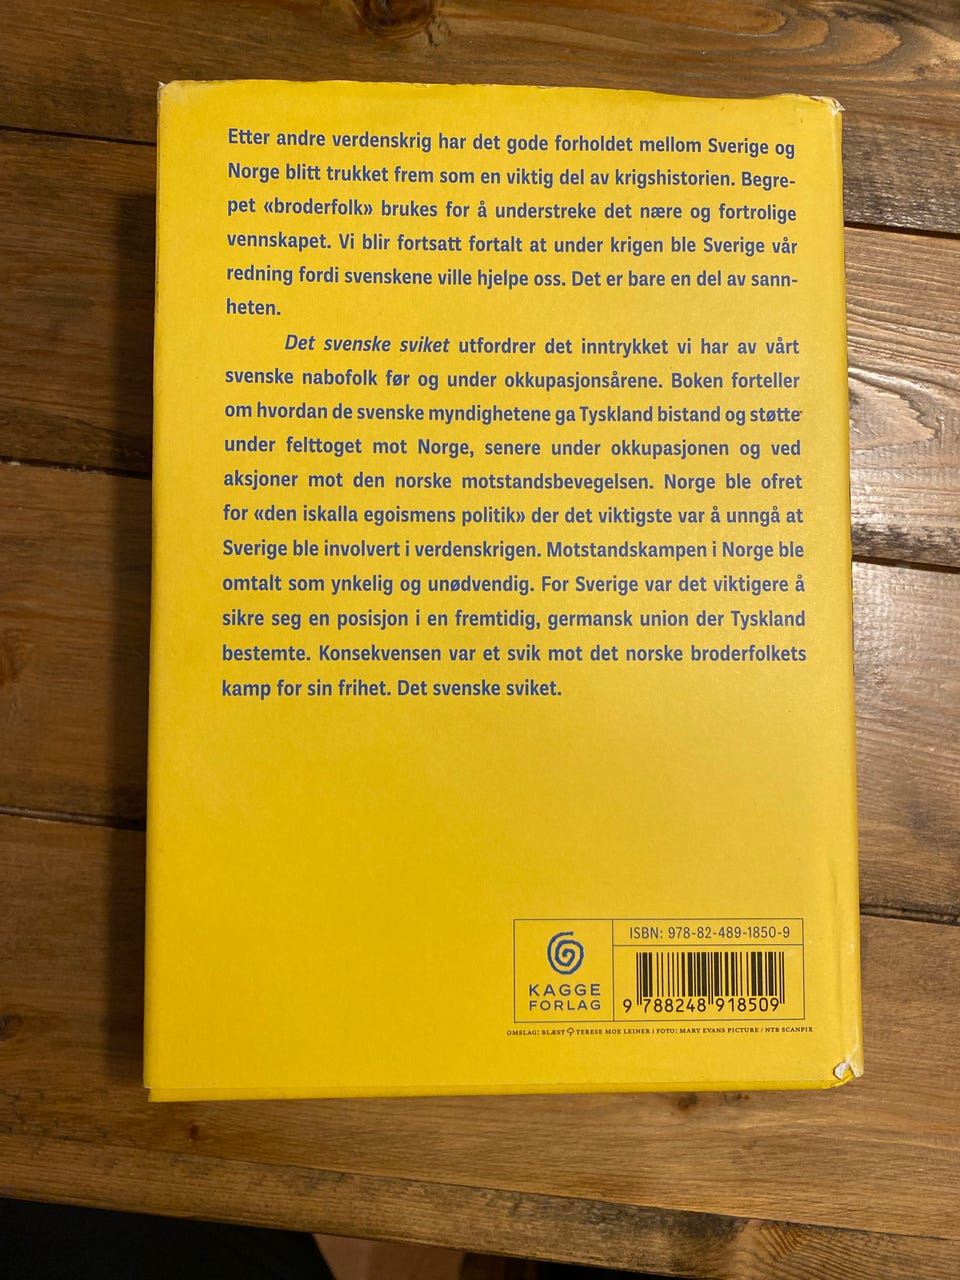 Etter andre verdenskrig har det gode forholdet mellom Sverige og
Norge blitt trukket frem som en viktig del av krigshistorien. Begre-
pet «broderfolk» brukes for å understreke det nære og fortrolige
vennskapet. Vi blir fortsatt fortalt at under krigen ble Sverige vår
redning fordi svenskene ville hjelpe oss. Det er bare en del av sann-
heten.
Det svenske sviket utfordrer det inntrykket vi har av vårt
svenske nabofolk før og under okkupasjonsårene. Boken forteller
om hvordan de svenske myndighetene ga Tyskland bistand og støtte
under felttoget mot Norge, senere under okkupasjonen og ved
aksjoner mot den norske motstandsbevegelsen. Norge ble ofret
for «den iskalla egoismens politik» der det viktigste var å unngå at
Sverige ble involvert i verdenskrigen. Motstandskampen i Norge ble
omtalt som ynkelig og unødvendig. For Sverige var det viktigere å
sikre seg en posisjon i en fremtidig, germansk union der Tyskland
bestemte. Konsekvensen var et svik mot det norske broderfolkets
kamp for sin frihet. Det svenske sviket.
ISBN: 978-82-489-1850-9
KAGGE
FORLAG
9 788248 918509
OMSLAG: BLÆST TERESE MOE LEINER | FOTO: MARY EVANS PICTURE / NTB SCANPIX